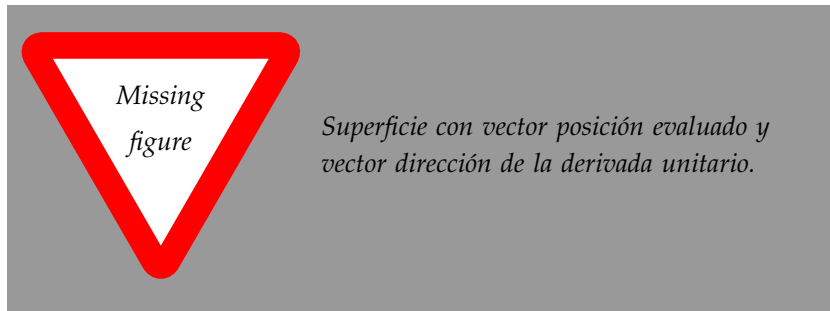 Missing
figure
Superficie con vector posición evaluado y
vector dirección de la derivada unitario.